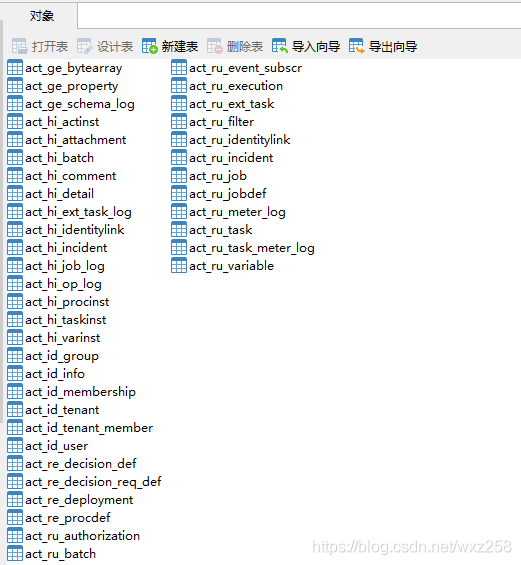 对象
打开表 设计表 新建表 删除表 导入向导 导出向导
act_ge_bytearray
act_ge_property
act_ge_schema_log
act_hi_actinst
act_hi_attachment
act_hi_batch
act_hi_comment
act_hi_detail
act_hi_ext_task_log
act_hi_identitylink
act_hi_incident
act_hi_job_log
act_hi_op_log
act_hi_procinst
act_hi_taskinst
act_hi_varinst
act_id_group
act_id_info
act_id_membership
act_id_tenant
act_id_tenant_member
act_id_user
act_re_decision_def
act_re_decision_req_def
act_re_deployment
act_re_procdef
act_ru_authorization
act_ru_batch
act_ru_event_subscr
act_ru_execution
act_ru_ext_task
act_ru_filter
act_ru_identitylink
act_ru_incident
act_ru_job
act_ru_jobdef
act_ru_meter_log
act_ru_task
act_ru_task_meter_log
act_ru_variable
https://blog.csdn.net/wxz258